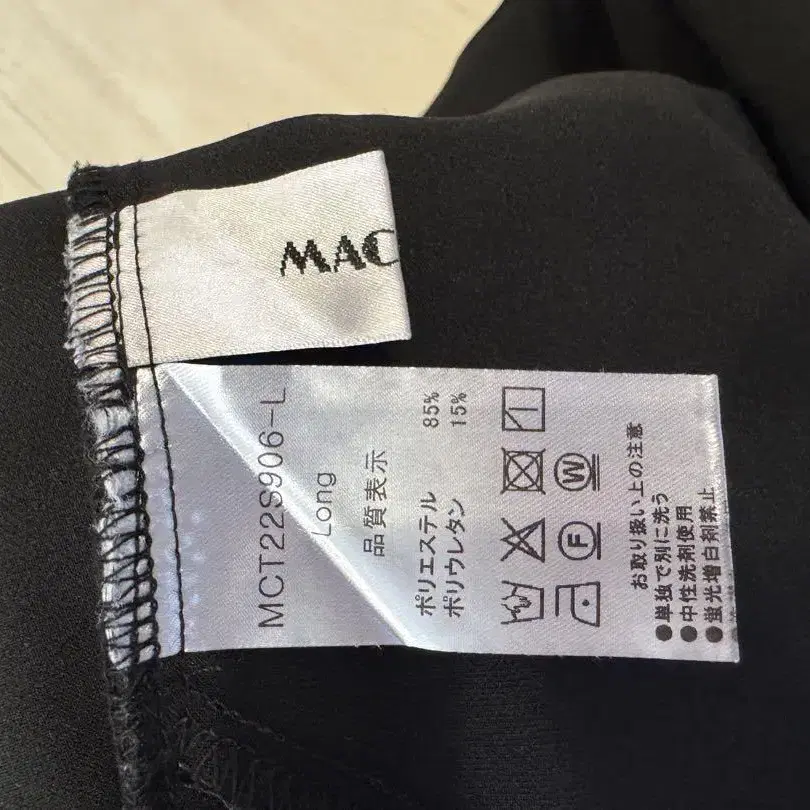 MAC
MCT22S906-L
Long
品質表示
ポリエステル 85%
ポリウレタン 15%
W
F
お取り扱い上の注意
●単独で別に洗う
●中性洗剤使用
●蛍光増白剤禁止